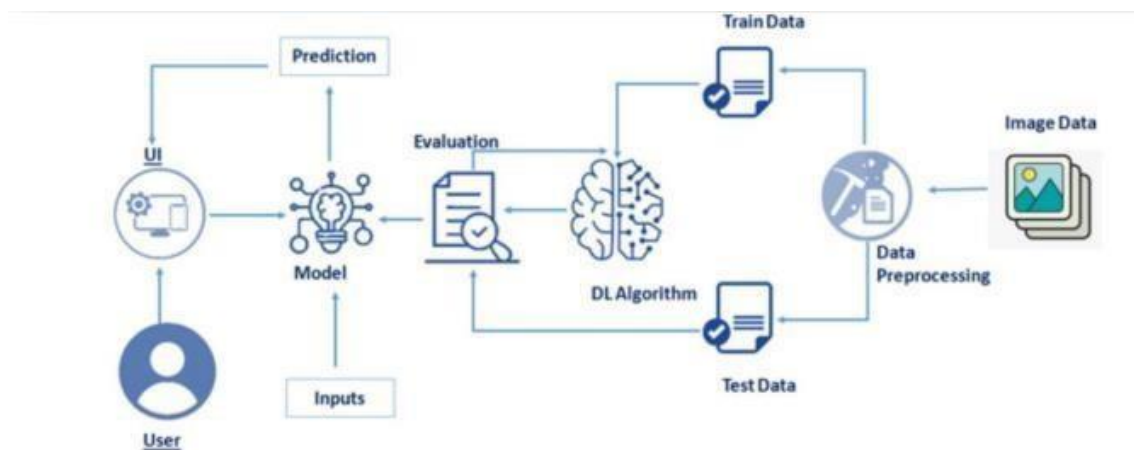 Train Data
Prediction
Image Data
Evaluation
UI
Data
Preprocessing
Model
DL Algorithm
Test Data
Inputs
User